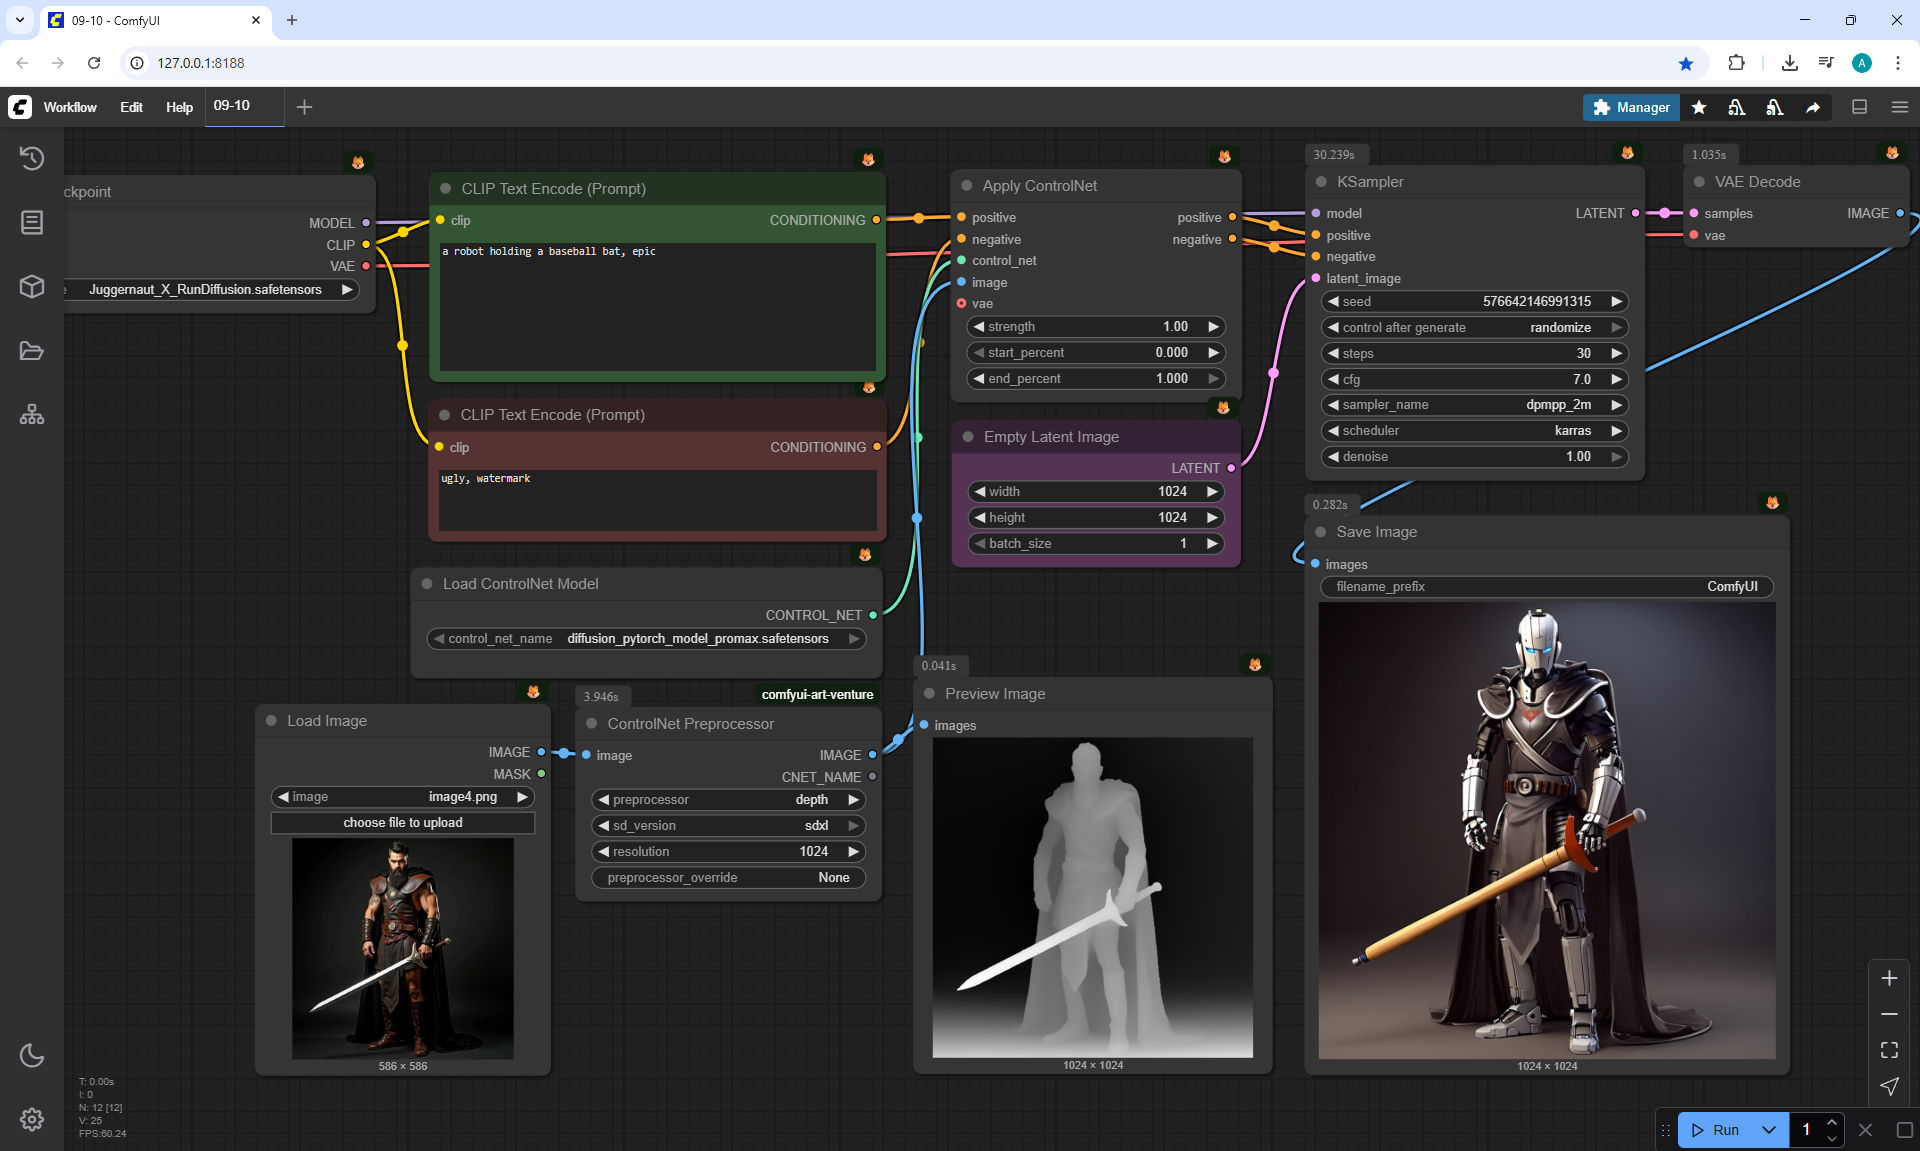 09-10 - ComfyUI
127.0.0.1:8188
Workflow Edit Help 09-10
Manager
ckpoint
MODEL
CLIP
VAE
e Juggernaut_X_RunDiffusion.safetensors
CLIP Text Encode (Prompt)
clip CONDITIONING
a robot holding a baseball bat, epic
CLIP Text Encode (Prompt)
clip CONDITIONING
ugly, watermark
Load ControlNet Model
CONTROL_NET
control_net_name diffusion_pytorch_model_promax.safetensors
Apply ControlNet
positive positive
negative negative
control_net
image
vae
strength 1.00
start_percent 0.000
end_percent 1.000
Empty Latent Image
LATENT
width 1024
height 1024
batch_size 1
30.239s
KSampler
model LATENT
positive
negative
latent_image
seed 576642146991315
control after generate randomize
steps 30
cfg 7.0
sampler_name dpmpp_2m
scheduler karras
denoise 1.00
1.035s
VAE Decode
samples IMAGE
vae
Load Image
IMAGE
MASK
image image4.png
choose file to upload
586 × 586
3.946s comfyui-art-venture
ControlNet Preprocessor
image IMAGE
CNET_NAME
preprocessor depth
sd_version sdxl
resolution 1024
preprocessor_override None
0.041s
Preview Image
images
1024 × 1024
0.282s
Save Image
images
filename_prefix ComfyUI
1024 × 1024
T: 0.00s
I: 0
N: 12 [12]
V: 25
FPS:60.24
Run 1
A